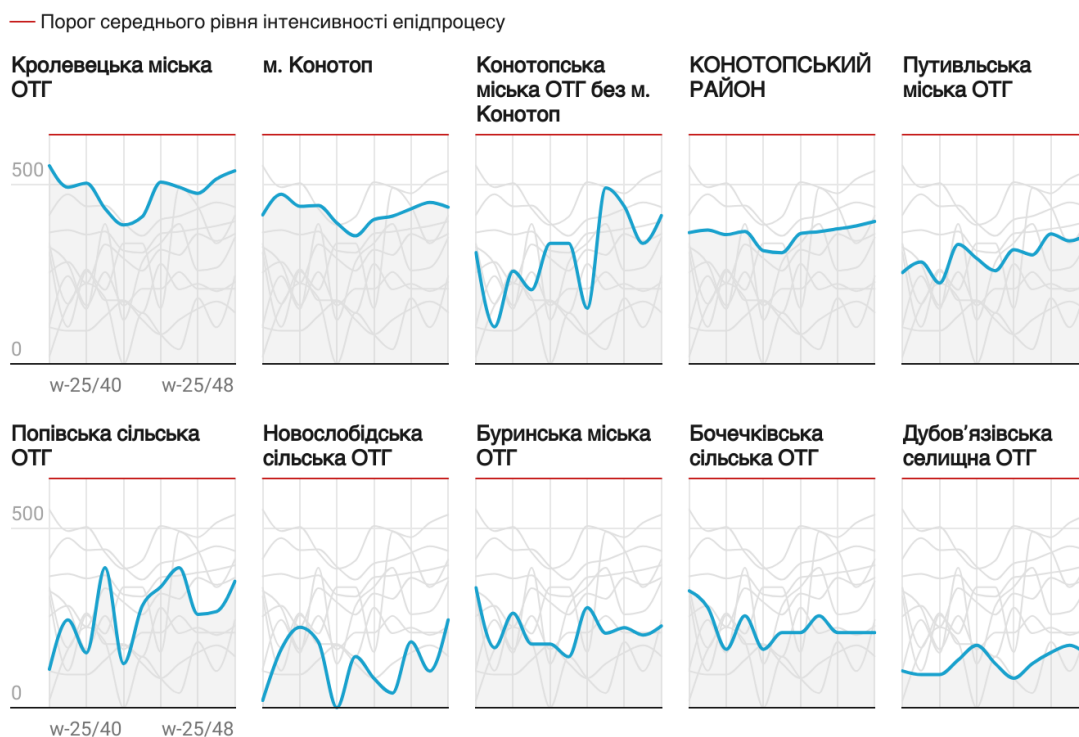 Порог середнього рівня інтенсивності епідпроцесу
Кролевецька міська
ОТГ
м. Конотоп
Конотопська
міська ОТГ без м.
Конотоп
КОНОТОПСЬКИЙ
РАЙОН
Путивльська
міська ОТГ
500
0
w-25/40
w-25/48
Попівська сільська
ОТГ
Новослобідська
сільська ОТГ
Буринська міська
ОТГ
Бочечківська
сільська ОТГ
Дубов’язівська
селищна ОТГ
500
0
w-25/40
w-25/48